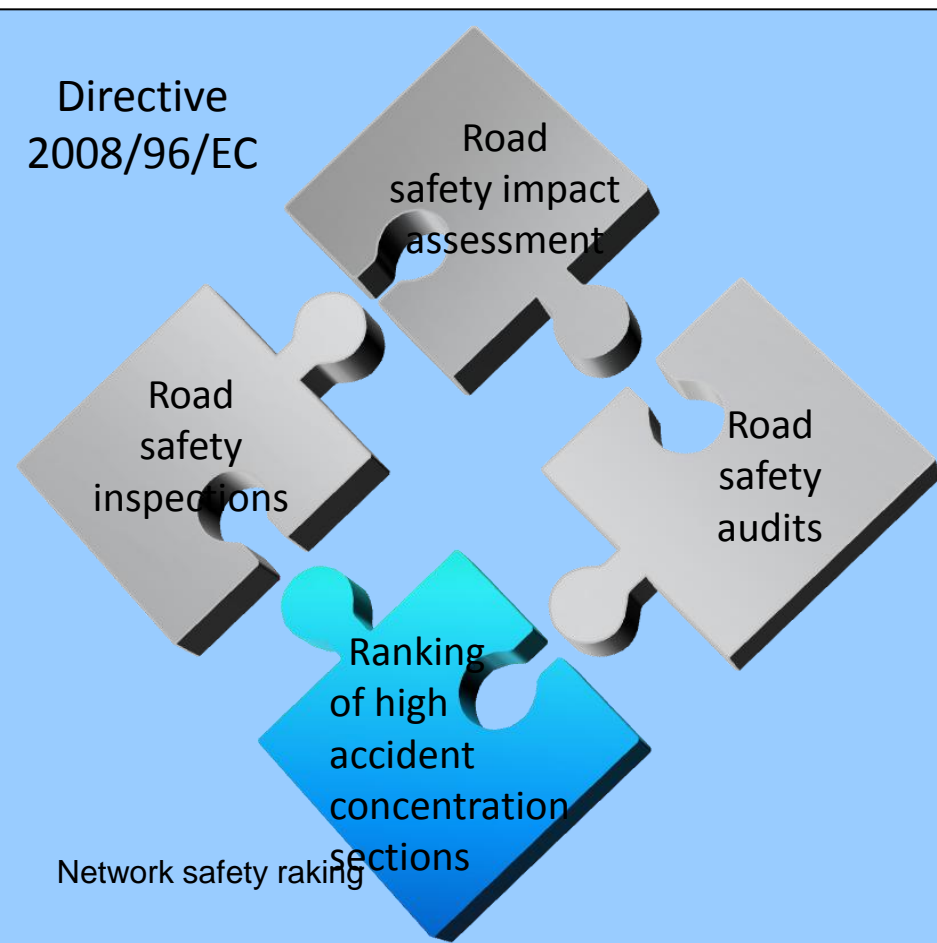 Directive
2008/96/EC
Road
safety impact
assessment
Road
safety
inspections
Road
safety
audits
Ranking
of high
accident
concentration
sections
Network safety raking